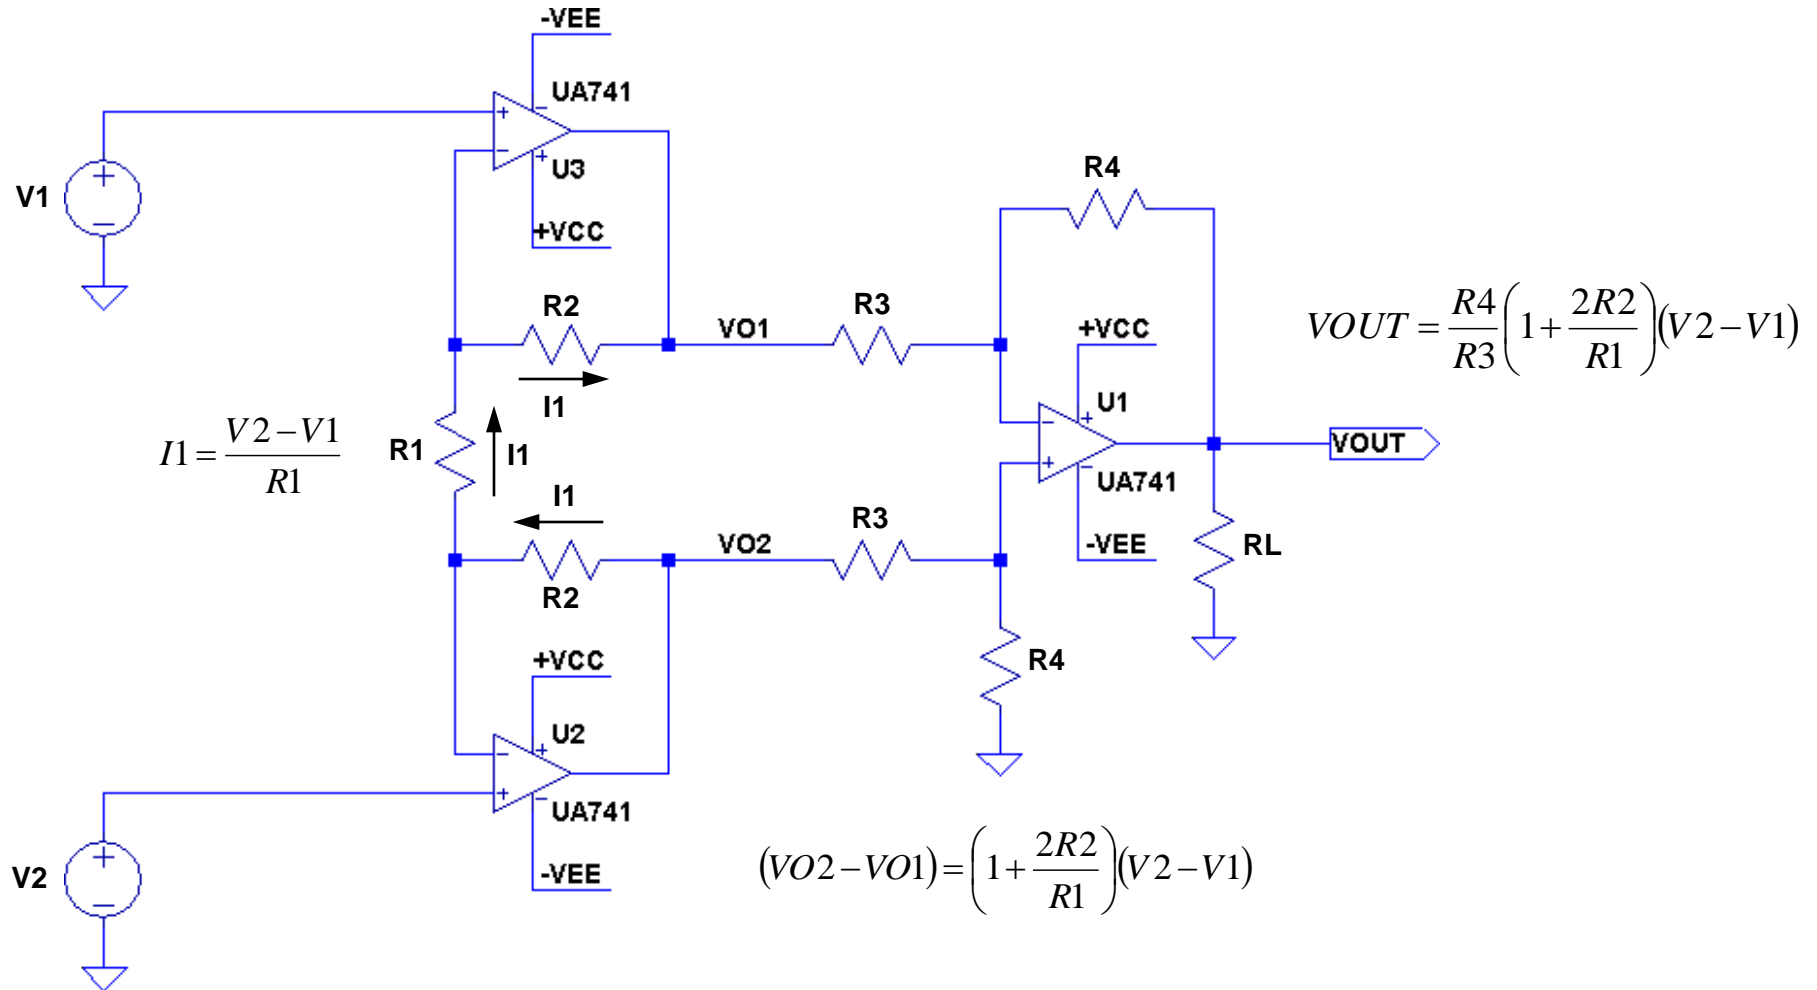 -VEE
UA741
U3
+VCC
V1
R4
R2
VO1
R3
+VCC
VOUT = R4/R3 (1 + 2R2/R1)(V2 − V1)
I1
I1 = (V2 − V1)/R1
R1
I1
U1
UA741
VOUT
I1
R2
VO2
R3
-VEE
RL
R4
+VCC
U2
UA741
-VEE
V2
(VO2 − VO1) = (1 + 2R2/R1)(V2 − V1)